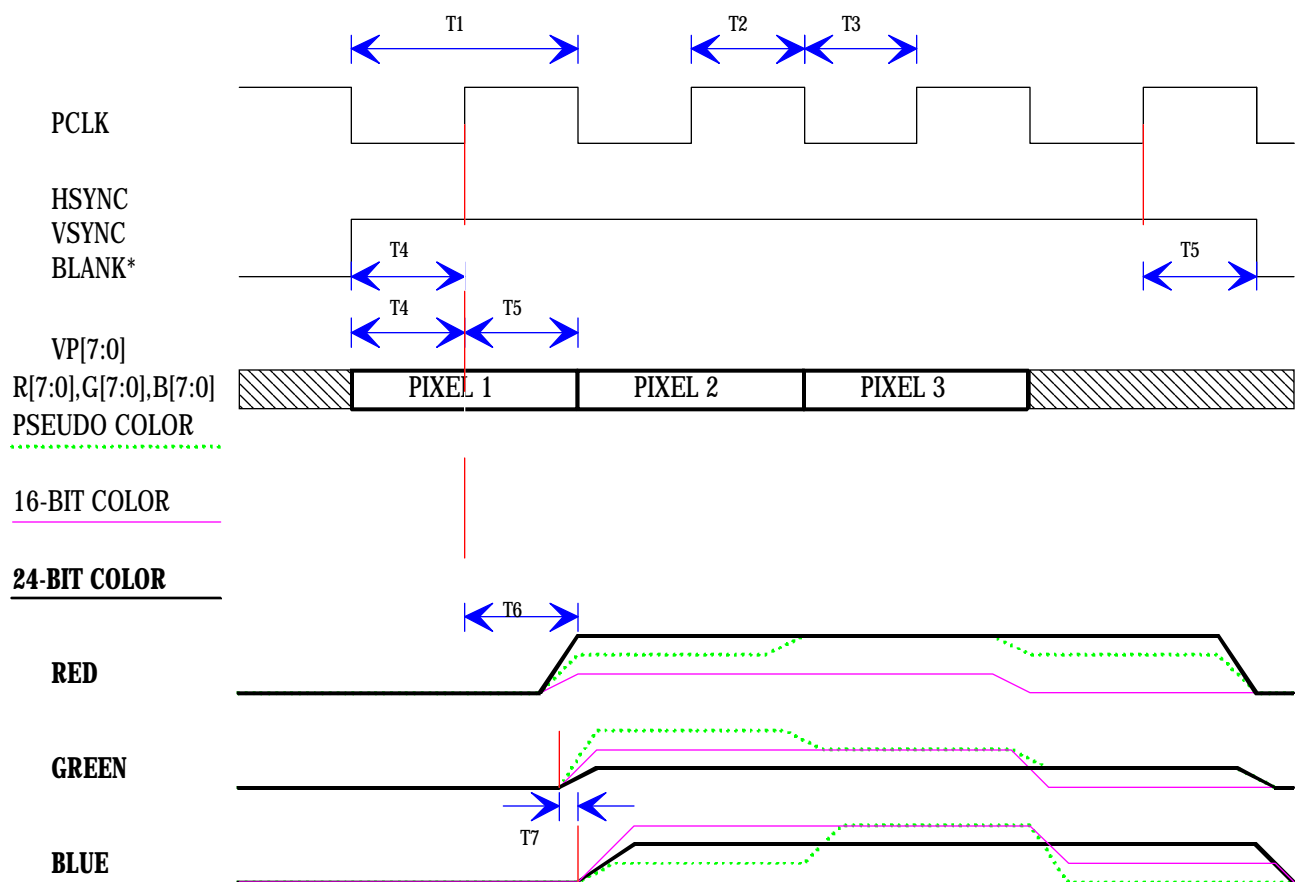 T1
T2
T3
PCLK
HSYNC
VSYNC
BLANK*
T4
T5
T4
T5
VP[7:0]
R[7:0],G[7:0],B[7:0]
PIXEL 1
PIXEL 2
PIXEL 3
PSEUDO COLOR
16-BIT COLOR
24-BIT COLOR
T6
RED
GREEN
T7
BLUE